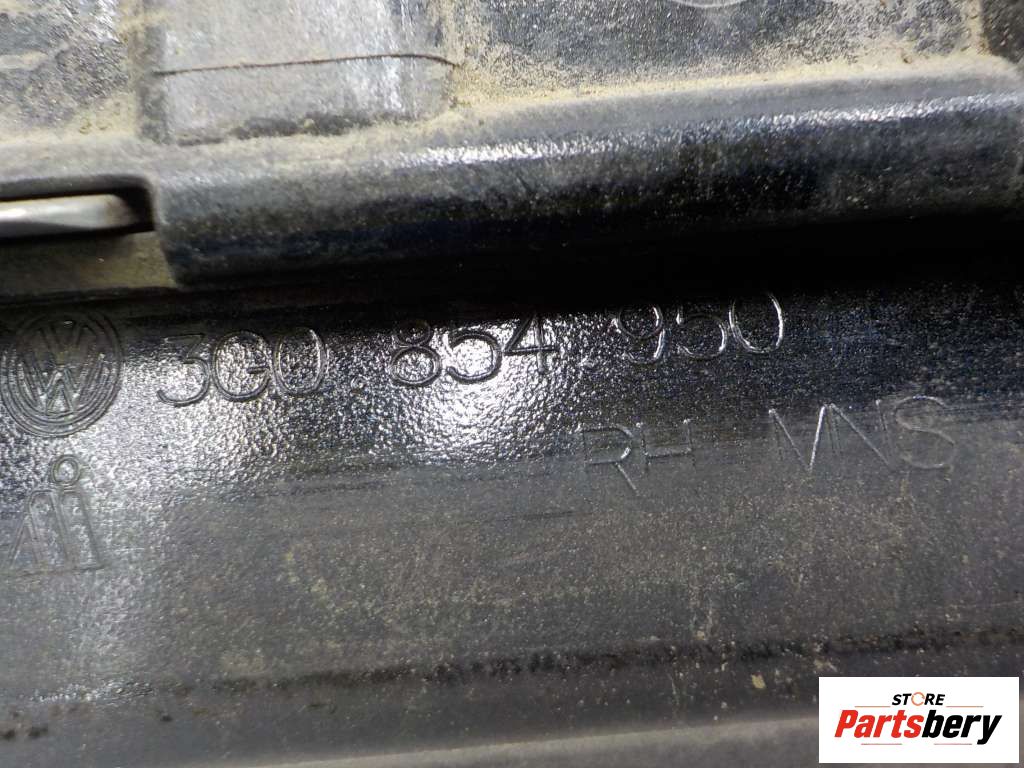 3G0.854.950
RH MNS
STORE
Partsbery